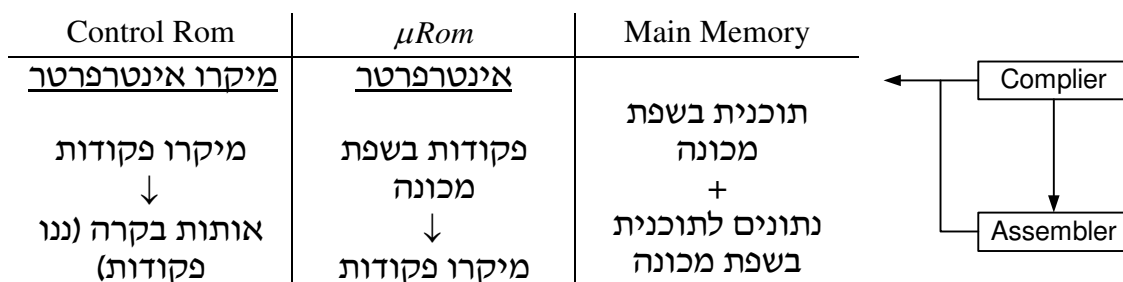 Control Rom
מיקרו אינטרפרטר
מיקרו פקודות
↓
אותות בקרה (ננו
פקודות)
μRom
אינטרפרטר
פקודות בשפת
מכונה
↓
מיקרו פקודות
Main Memory
תוכנית בשפת
מכונה
+
נתונים לתוכנית
בשפת מכונה
Complier
Assembler